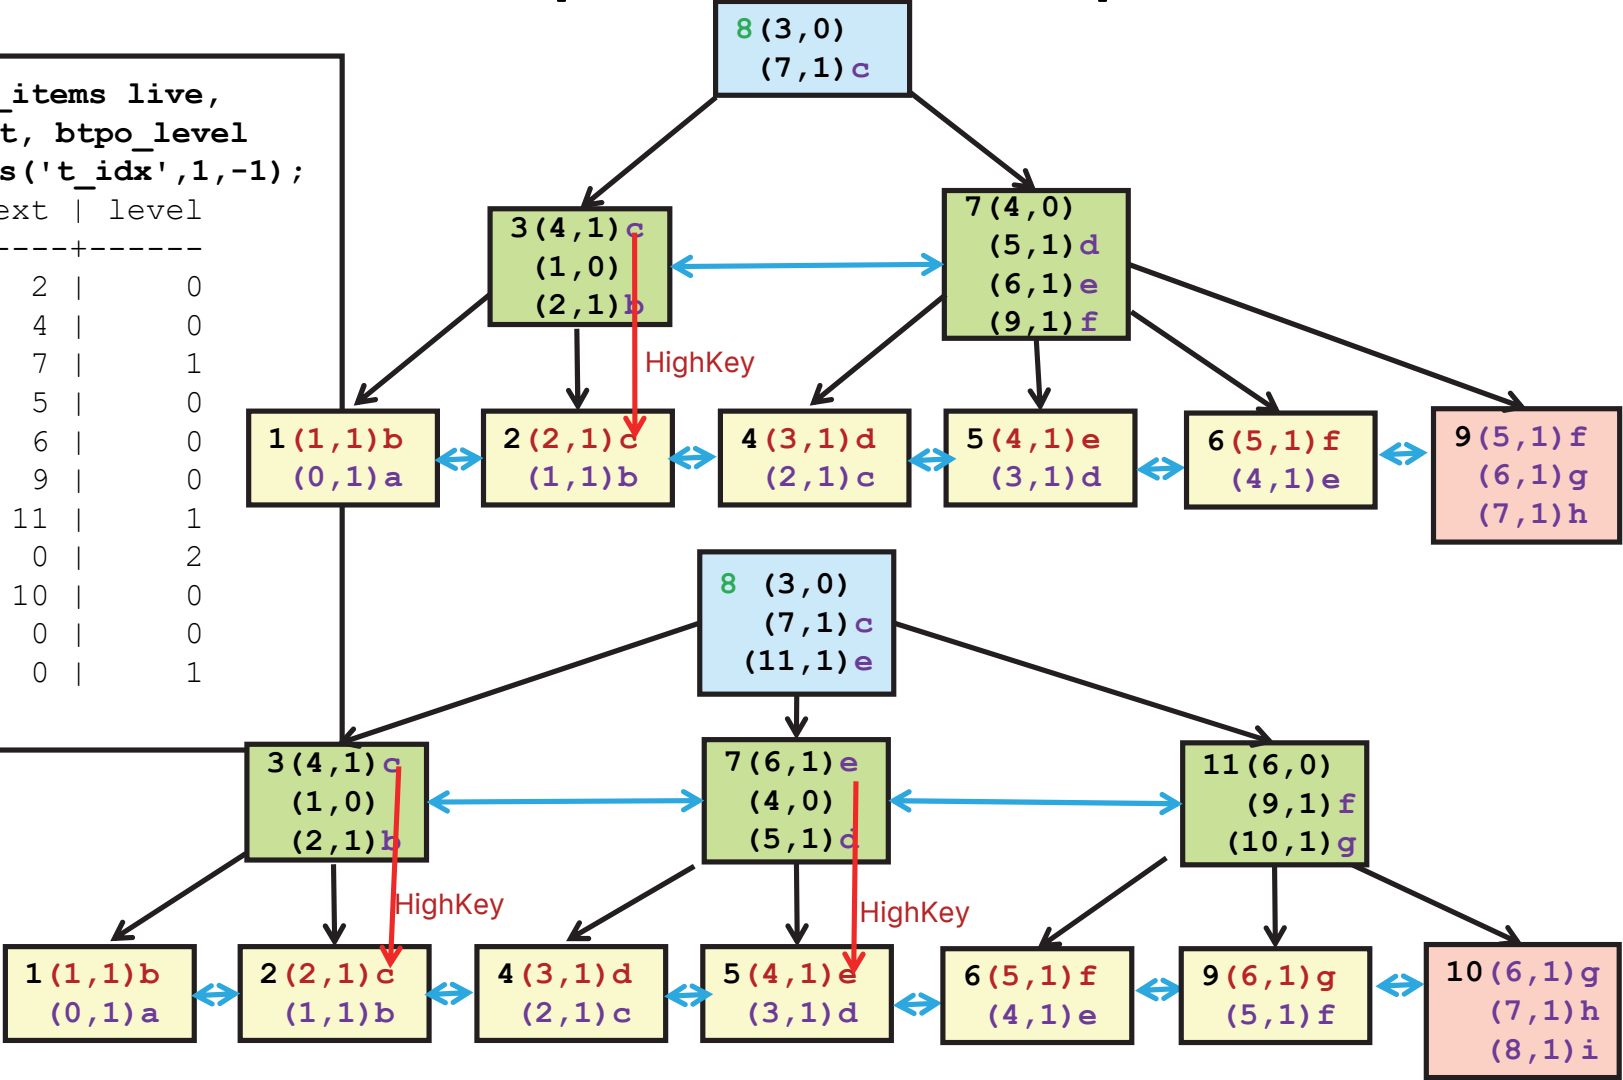 _items live,
t, btpo_level
s('t_idx',1,-1);
ext | level
----+------
2 | 0
4 | 0
7 | 1
5 | 0
6 | 0
9 | 0
11 | 1
0 | 2
10 | 0
0 | 0
0 | 1
8(3,0)
(7,1)c
3(4,1)c
(1,0)
(2,1)b
7(4,0)
(5,1)d
(6,1)e
(9,1)f
HighKey
1(1,1)b
(0,1)a
2(2,1)c
(1,1)b
4(3,1)d
(2,1)c
5(4,1)e
(3,1)d
6(5,1)f
(4,1)e
9(5,1)f
(6,1)g
(7,1)h
8 (3,0)
(7,1)c
(11,1)e
3(4,1)c
(1,0)
(2,1)b
7(6,1)e
(4,0)
(5,1)d
11(6,0)
(9,1)f
(10,1)g
HighKey
HighKey
1(1,1)b
(0,1)a
2(2,1)c
(1,1)b
4(3,1)d
(2,1)c
5(4,1)e
(3,1)d
6(5,1)f
(4,1)e
9(6,1)g
(5,1)f
10(6,1)g
(7,1)h
(8,1)i